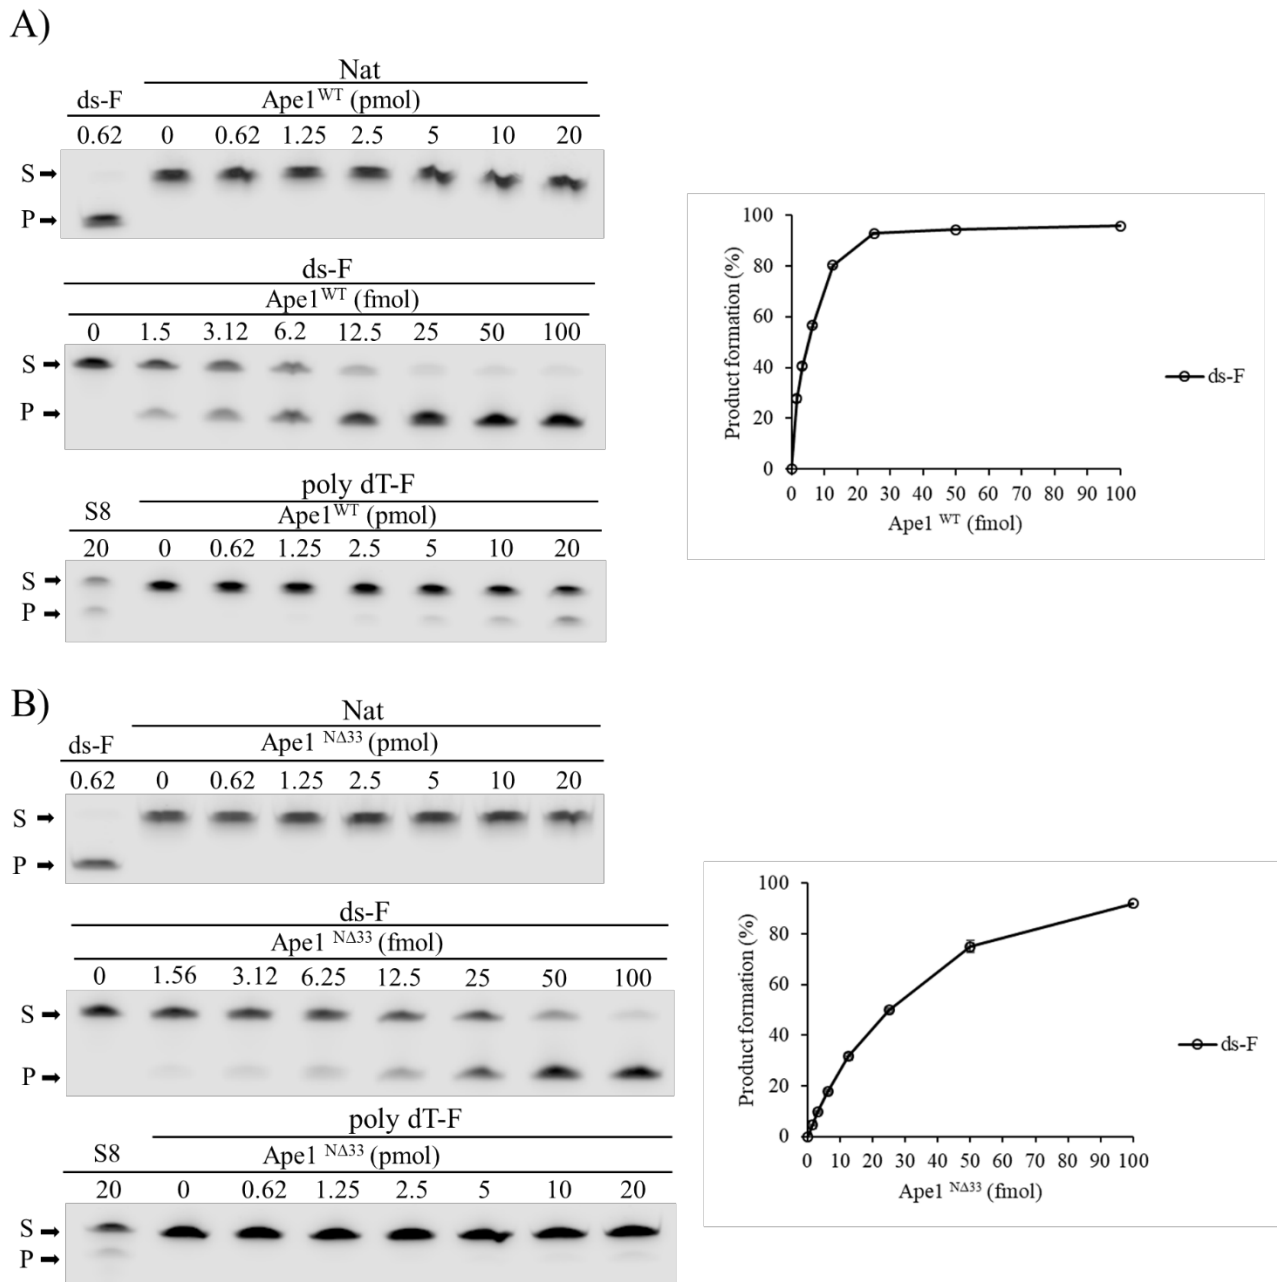 A)
Nat
ds-F Ape1WT (pmol)
0.62 0 0.62 1.25 2.5 5 10 20
S
P
ds-F
Ape1WT (fmol)
0 1.5 3.12 6.2 12.5 25 50 100
S
P
poly dT-F
S8 Ape1WT (pmol)
20 0 0.62 1.25 2.5 5 10 20
S
P
Product formation (%)
100
80
60
40
20
0
0 10 20 30 40 50 60 70 80 90 100
Ape1 WT (fmol)
ds-F
B)
Nat
ds-F Ape1 NΔ33 (pmol)
0.62 0 0.62 1.25 2.5 5 10 20
S
P
ds-F
Ape1 NΔ33 (fmol)
0 1.56 3.12 6.25 12.5 25 50 100
S
P
poly dT-F
S8 Ape1 NΔ33 (pmol)
20 0 0.62 1.25 2.5 5 10 20
S
P
Product formation (%)
100
80
60
40
20
0
0 10 20 30 40 50 60 70 80 90 100
Ape1 NΔ33 (fmol)
ds-F